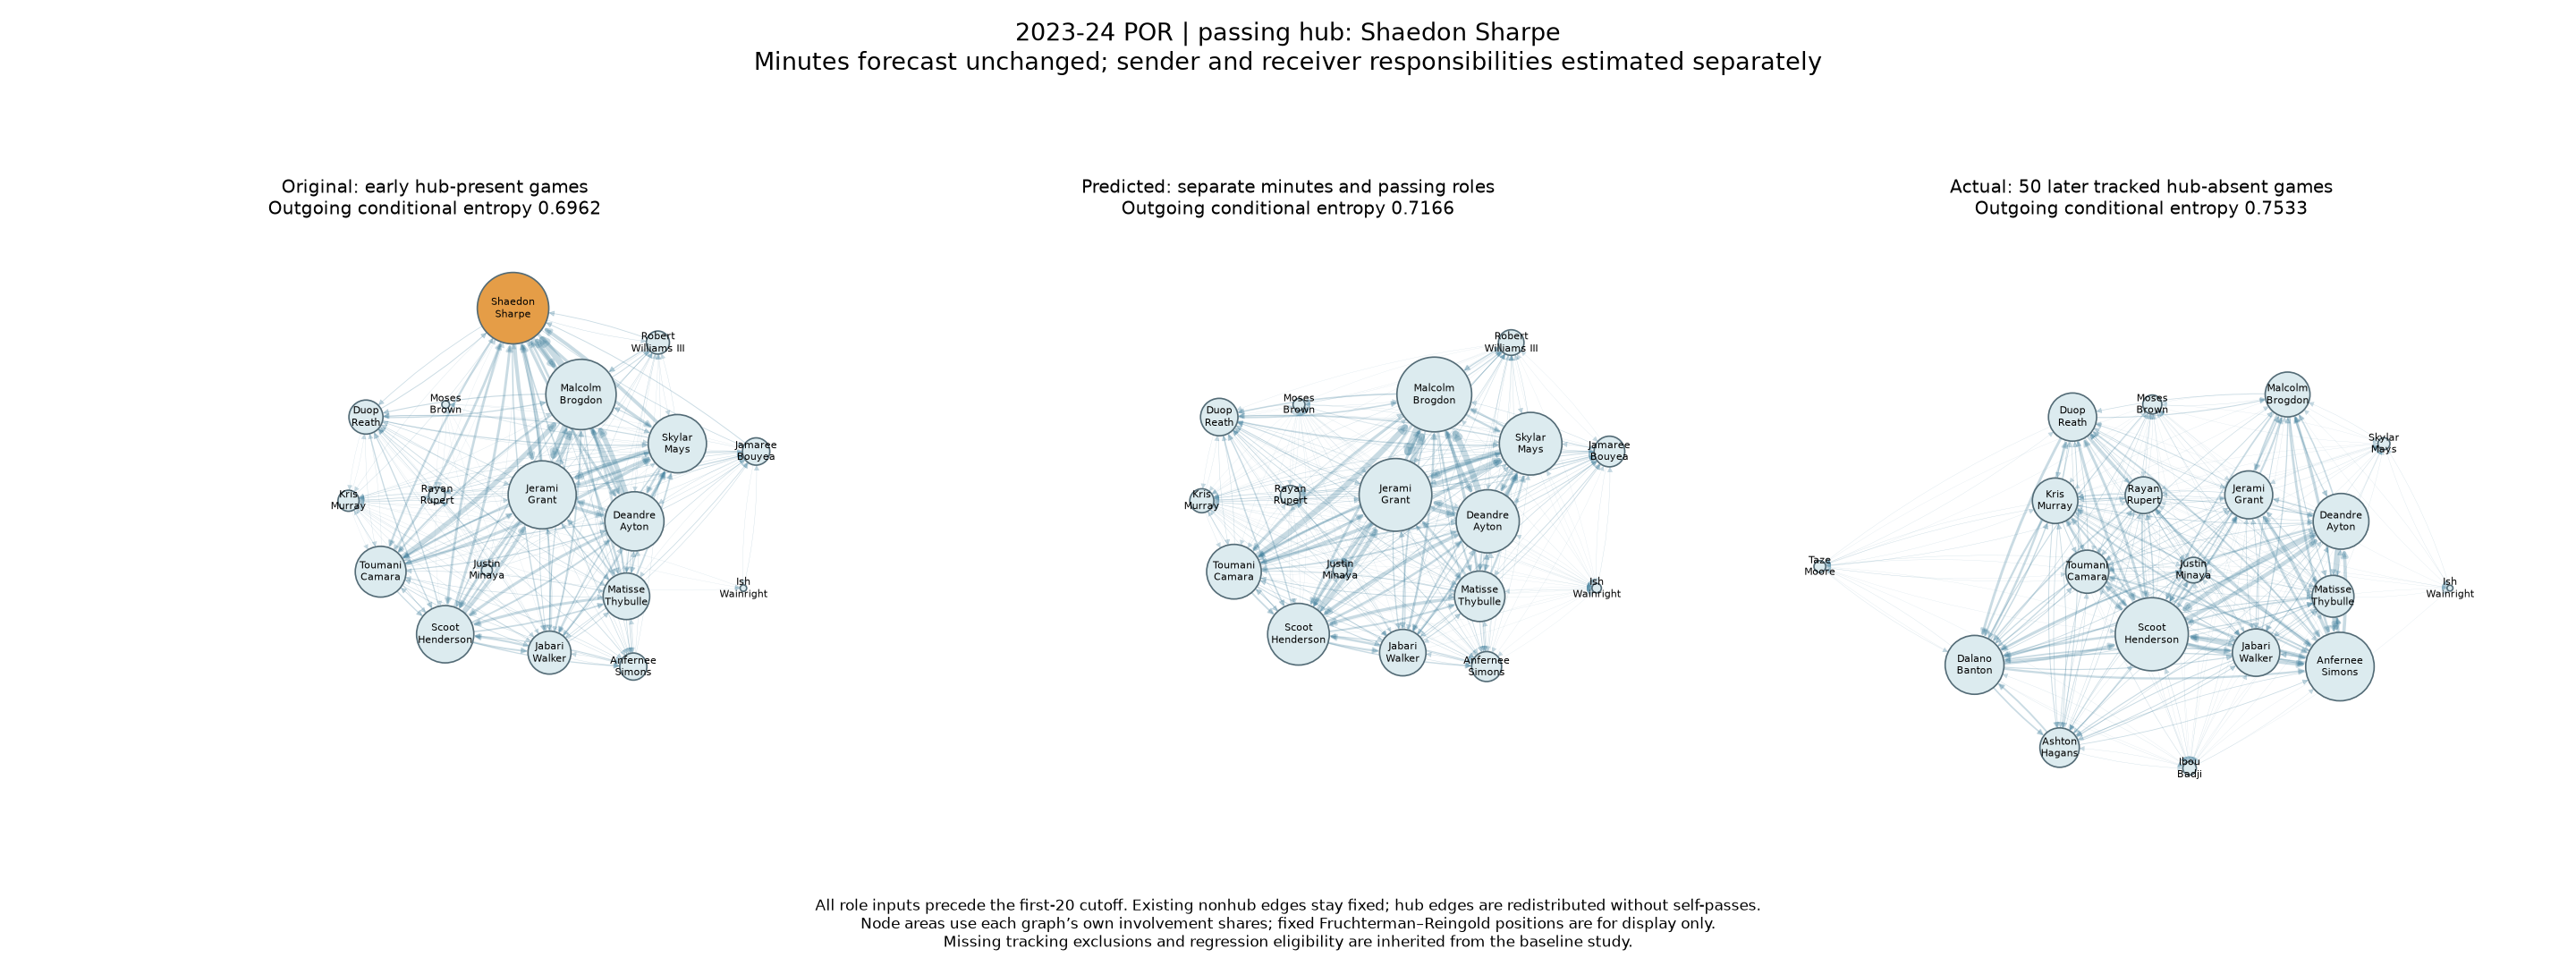 2023-24 POR | passing hub: Shaedon Sharpe
Minutes forecast unchanged; sender and receiver responsibilities estimated separately
Original: early hub-present games
Outgoing conditional entropy 0.6962
Shaedon
Sharpe
Robert
Williams III
Malcolm
Brogdon
Moses
Brown
Duop
Reath
Skylar
Mays
Jamaree
Bouyea
Kris
Murray
Rayan
Rupert
Jerami
Grant
Deandre
Ayton
Toumani
Camara
Justin
Minaya
Ish
Wainright
Matisse
Thybulle
Scoot
Henderson
Jabari
Walker
Anfernee
Simons
Predicted: separate minutes and passing roles
Outgoing conditional entropy 0.7166
Robert
Williams III
Malcolm
Brogdon
Moses
Brown
Duop
Reath
Skylar
Mays
Jamaree
Bouyea
Kris
Murray
Rayan
Rupert
Jerami
Grant
Deandre
Ayton
Toumani
Camara
Justin
Minaya
Ish
Wainright
Matisse
Thybulle
Scoot
Henderson
Jabari
Walker
Anfernee
Simons
Actual: 50 later tracked hub-absent games
Outgoing conditional entropy 0.7533
Malcolm
Brogdon
Moses
Brown
Duop
Reath
Skylar
Mays
Kris
Murray
Rayan
Rupert
Jerami
Grant
Deandre
Ayton
Taze
Moore
Toumani
Camara
Justin
Minaya
Ish
Wainright
Matisse
Thybulle
Scoot
Henderson
Jabari
Walker
Dalano
Banton
Anfernee
Simons
Ashton
Hagans
Ibou
Badji
All role inputs precede the first-20 cutoff. Existing nonhub edges stay fixed; hub edges are redistributed without self-passes.
Node areas use each graph’s own involvement shares; fixed Fruchterman–Reingold positions are for display only.
Missing tracking exclusions and regression eligibility are inherited from the baseline study.